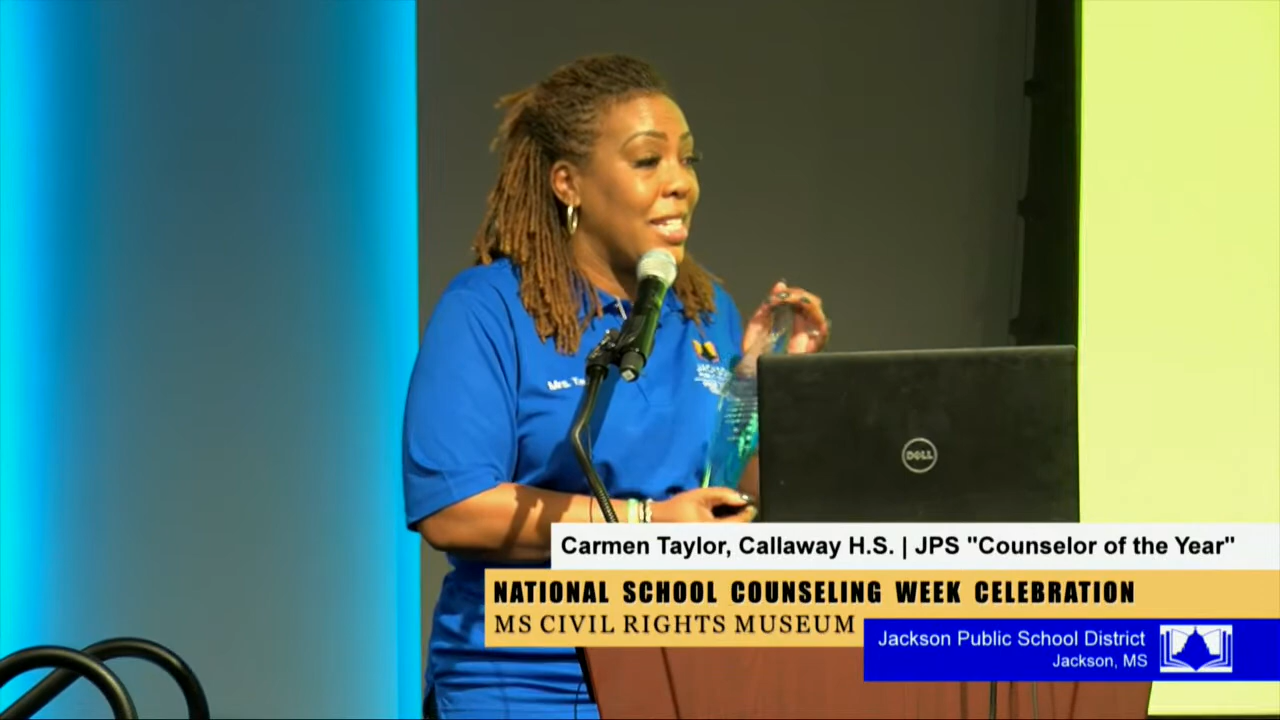 Mrs.
DELL
Carmen Taylor, Callaway H.S. | JPS "Counselor of the Year"
NATIONAL SCHOOL COUNSELING WEEK CELEBRATION
MS CIVIL RIGHTS MUSEUM
Jackson Public School District
Jackson, MS